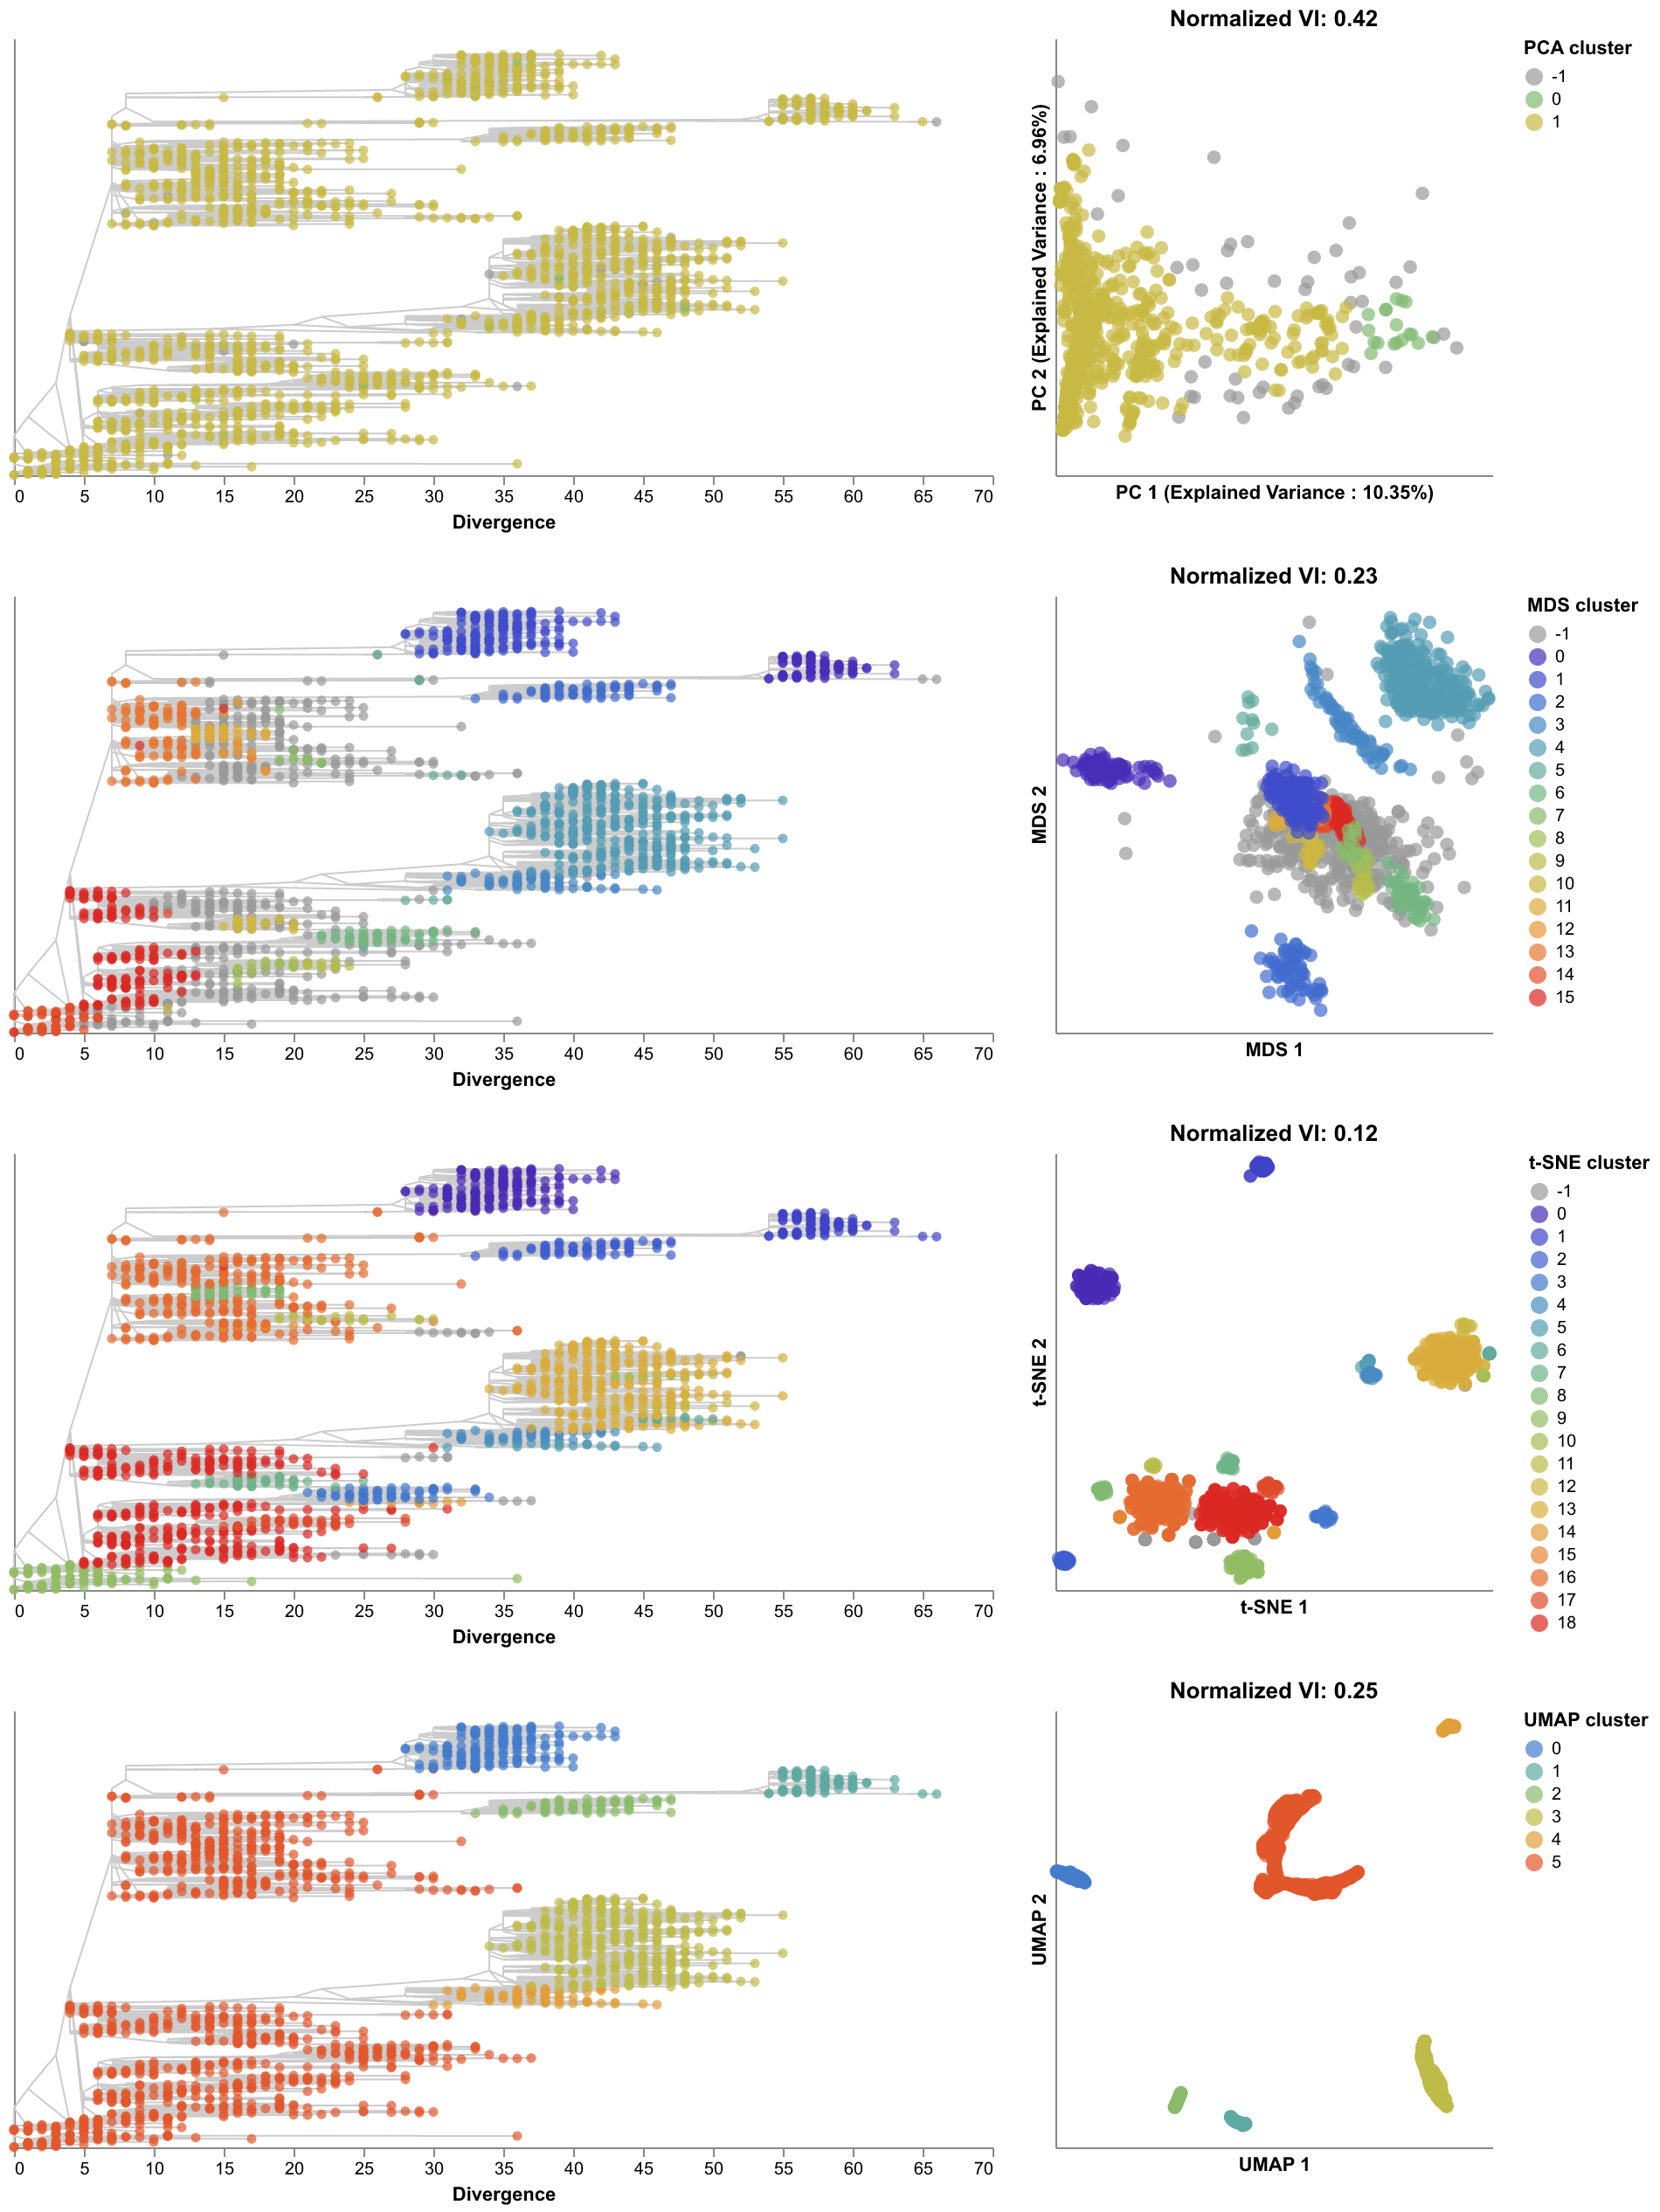 Normalized VI: 0.42
PCA cluster
-1
0
1
PC 2 (Explained Variance : 6.96%)
0 5 10 15 20 25 30 35 40 45 50 55 60 65 70
Divergence
PC 1 (Explained Variance : 10.35%)
Normalized VI: 0.23
MDS cluster
-1
0
1
2
3
4
5
6
7
8
9
10
11
12
13
14
15
MDS 2
0 5 10 15 20 25 30 35 40 45 50 55 60 65 70
Divergence
MDS 1
Normalized VI: 0.12
t-SNE cluster
-1
0
1
2
3
4
5
6
7
8
9
10
11
12
13
14
15
16
17
18
t-SNE 2
0 5 10 15 20 25 30 35 40 45 50 55 60 65 70
Divergence
t-SNE 1
Normalized VI: 0.25
UMAP cluster
0
1
2
3
4
5
UMAP 2
0 5 10 15 20 25 30 35 40 45 50 55 60 65 70
Divergence
UMAP 1